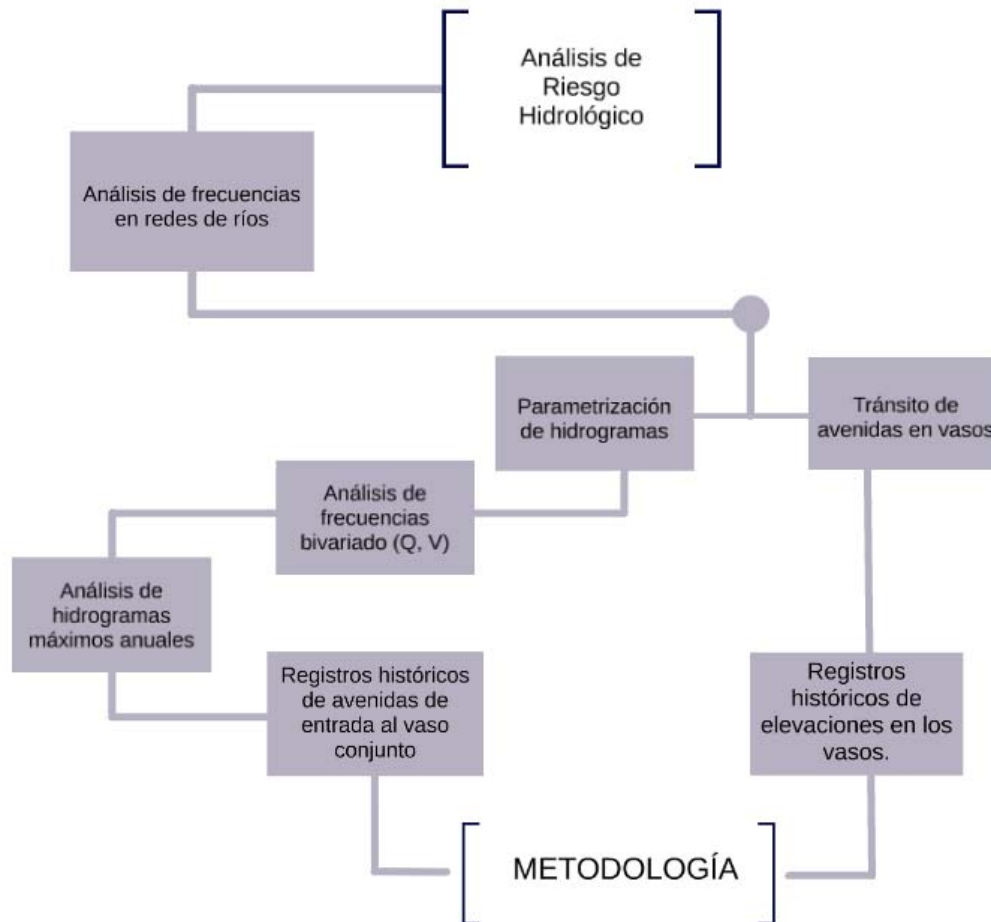 Análisis de
Riesgo
Hidrológico
Análisis de frecuencias
en redes de ríos
Parametrización
de hidrogramas
Tránsito de
avenidas en vasos
Análisis de
frecuencias
bivariado (Q, V)
Análisis de
hidrogramas
máximos anuales
Registros históricos
de avenidas de
entrada al vaso
conjunto
Registros
históricos de
elevaciones en los
vasos.
METODOLOGÍA